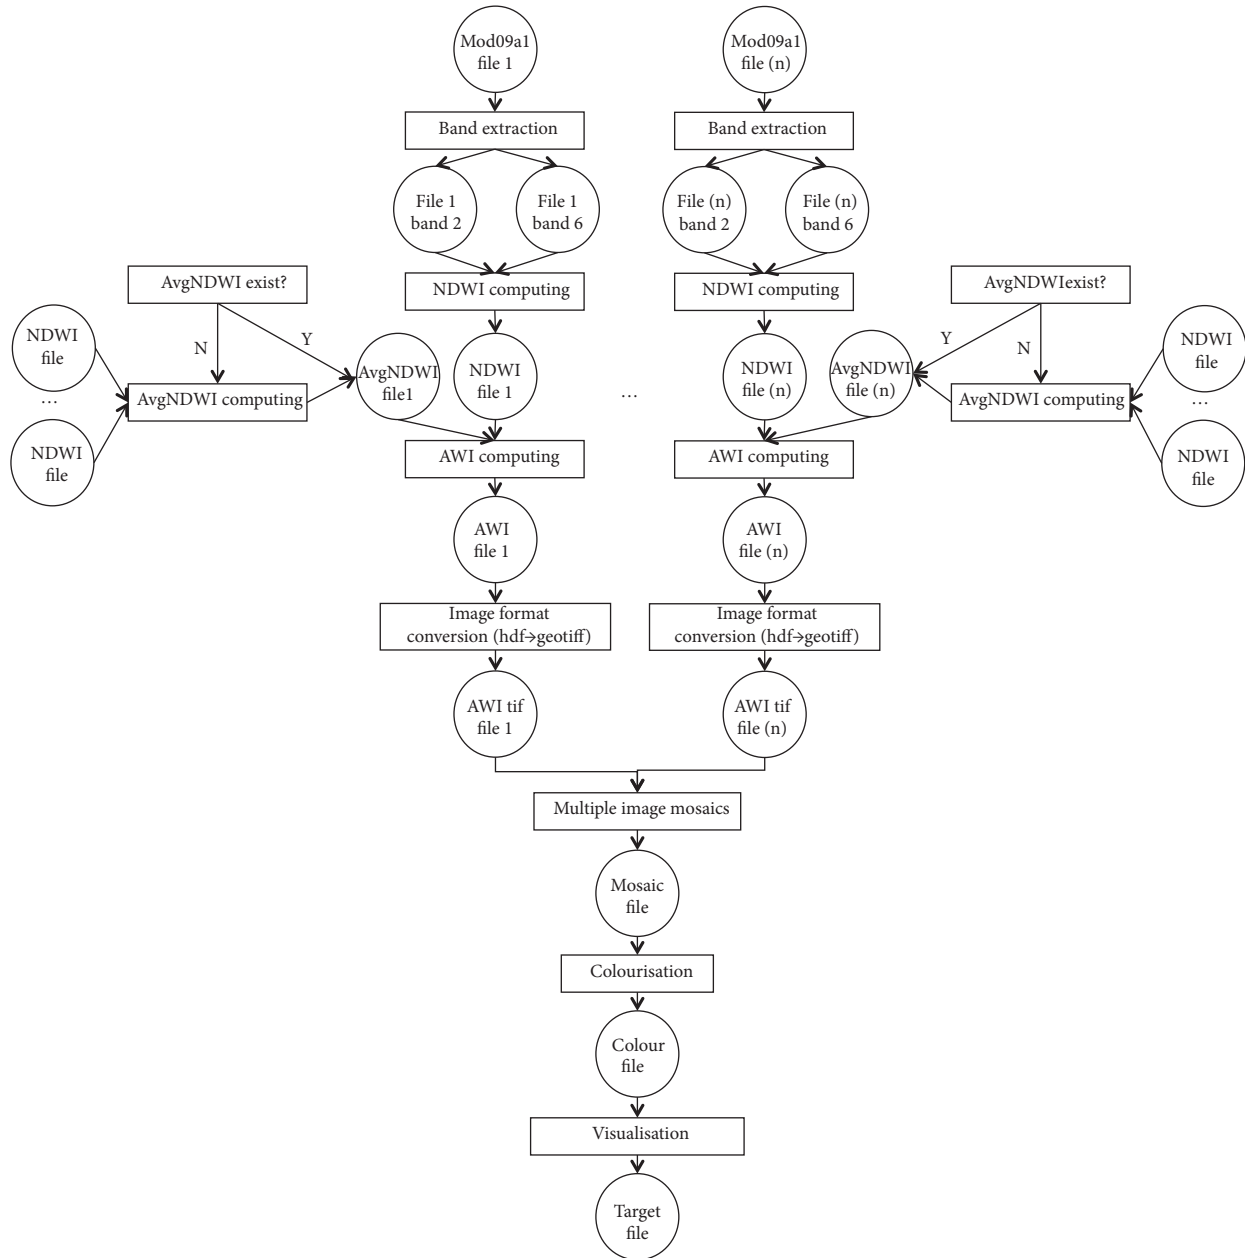 Mod09a1
file 1
Mod09a1
file (n)
Band extraction
Band extraction
File 1
band 2
File 1
band 6
File (n)
band 2
File (n)
band 6
AvgNDWI exist?
NDWI computing
NDWI computing
AvgNDWIexist?
NDWI
file
N
Y
AvgNDWI
file1
NDWI
file 1
...
NDWI
file (n)
AvgNDWI
file (n)
Y
N
NDWI
file
...
AvgNDWI computing
AvgNDWI computing
...
NDWI
file
AWI computing
AWI computing
NDWI
file
AWI
file 1
AWI
file (n)
Image format
conversion (hdf→geotiff)
Image format
conversion (hdf→geotiff)
AWI tif
file 1
AWI tif
file (n)
Multiple image mosaics
Mosaic
file
Colourisation
Colour
file
Visualisation
Target
file